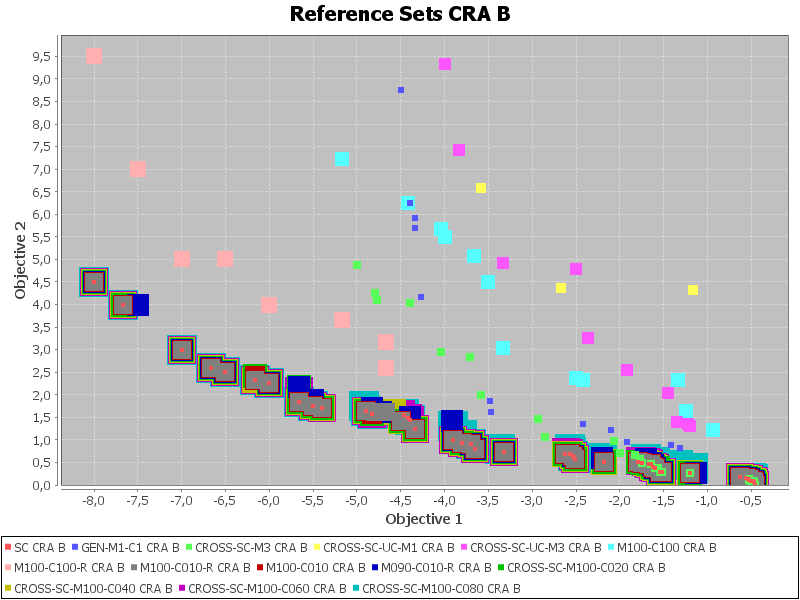 Reference Sets CRA B
Objective 2
9,5
9,0
8,5
8,0
7,5
7,0
6,5
6,0
5,5
5,0
4,5
4,0
3,5
3,0
2,5
2,0
1,5
1,0
0,5
0,0
-8,0 -7,5 -7,0 -6,5 -6,0 -5,5 -5,0 -4,5 -4,0 -3,5 -3,0 -2,5 -2,0 -1,5 -1,0 -0,5
Objective 1
SC CRA B GEN-M1-C1 CRA B CROSS-SC-M3 CRA B CROSS-SC-UC-M1 CRA B CROSS-SC-UC-M3 CRA B M100-C100 CRA B
M100-C100-R CRA B M100-C010-R CRA B M100-C010 CRA B M090-C010-R CRA B CROSS-SC-M100-C020 CRA B
CROSS-SC-M100-C040 CRA B CROSS-SC-M100-C060 CRA B CROSS-SC-M100-C080 CRA B